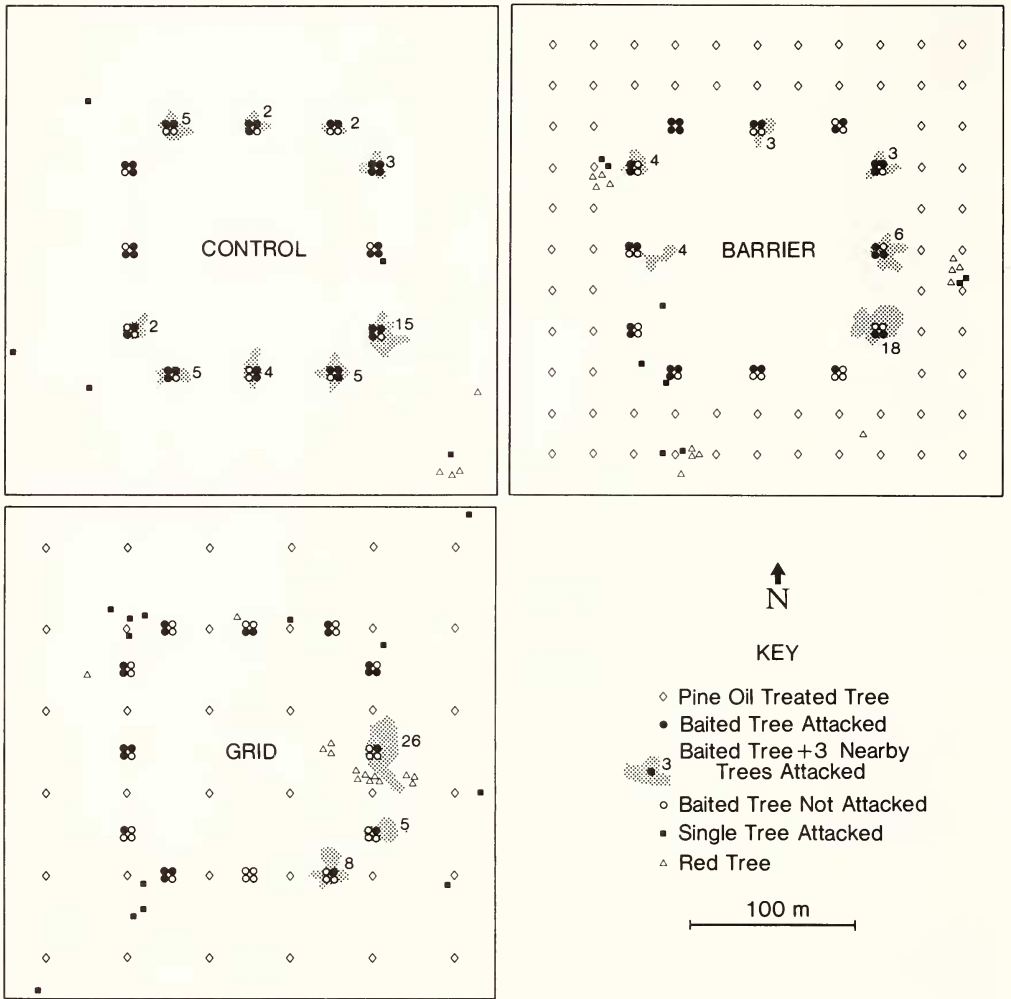 5
2
2
3
CONTROL
2
15
5
4
5
3
4
3
4
BARRIER
6
18
GRID
26
5
8
N
KEY
Pine Oil Treated Tree
Baited Tree Attacked
3 Baited Tree+3 Nearby
Trees Attacked
Baited Tree Not Attacked
Single Tree Attacked
Red Tree
100 m